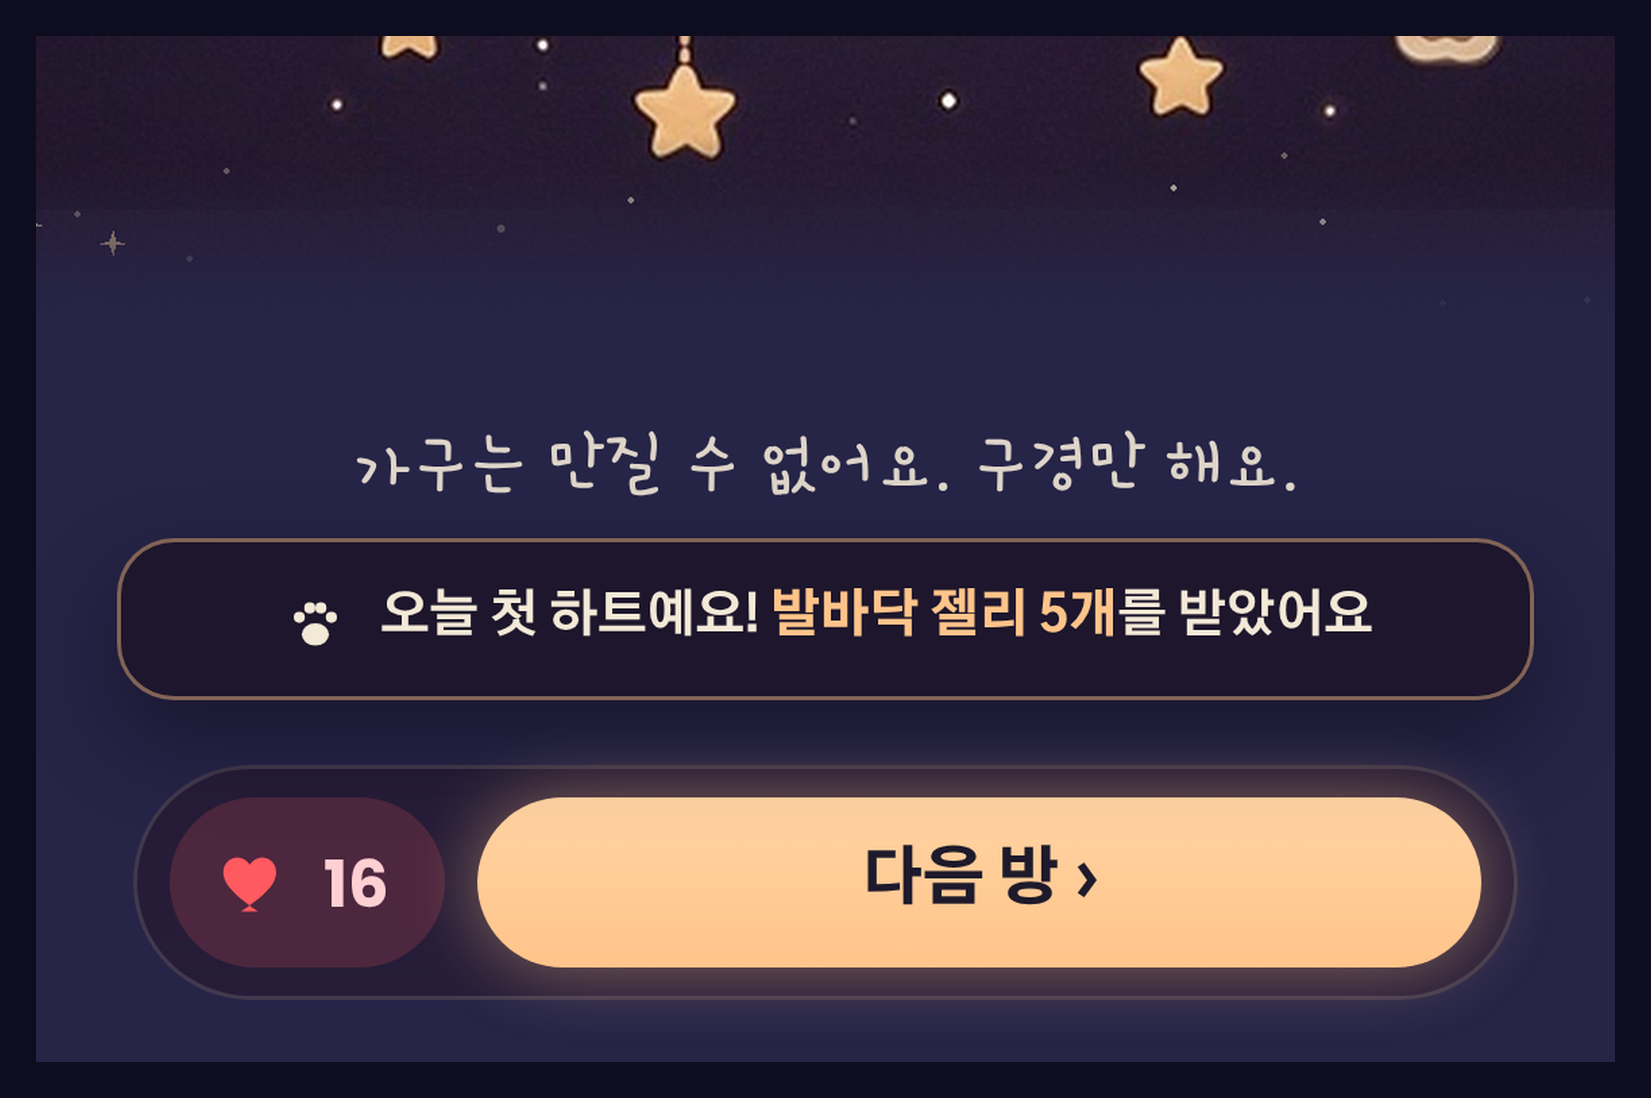 가구는 만질 수 없어요. 구경만 해요.
오늘 첫 하트예요! 발바닥 젤리 5개를 받았어요
16
다음 방 ›